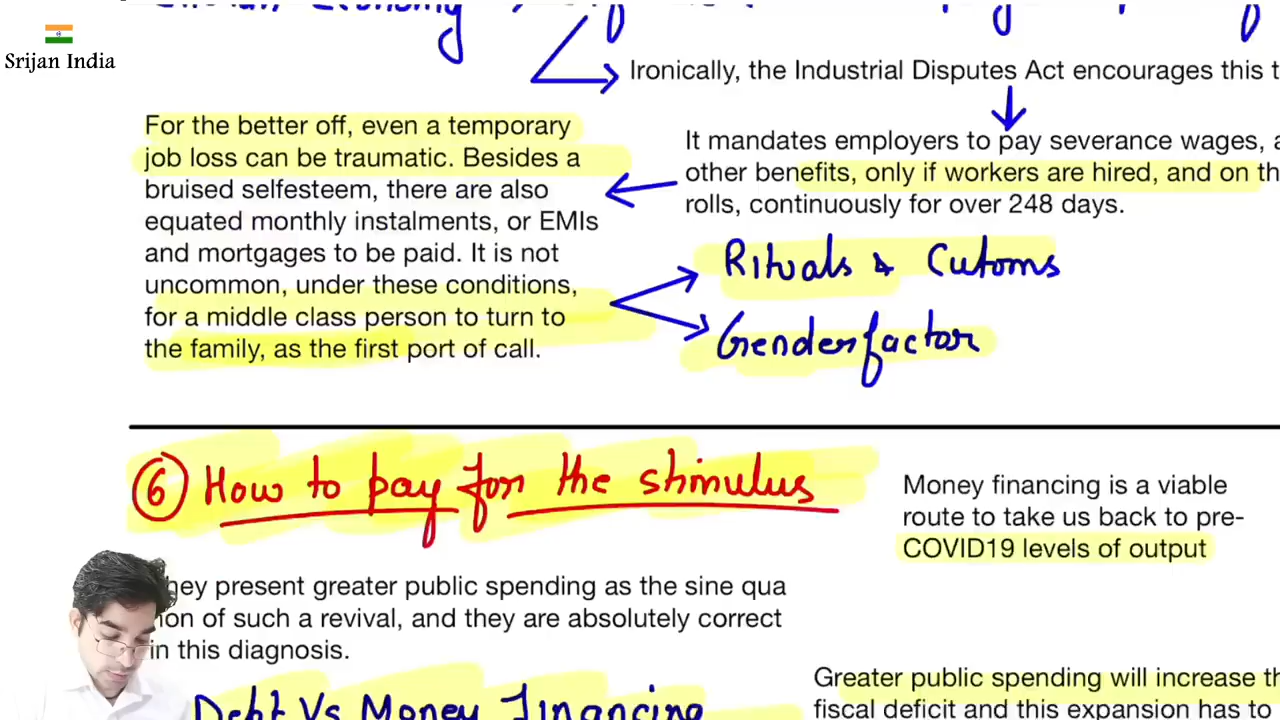 Indian Economy
Srijan India
Ironically, the Industrial Disputes Act encourages this t
For the better off, even a temporary
job loss can be traumatic. Besides a
bruised selfesteem, there are also
equated monthly instalments, or EMIs
and mortgages to be paid. It is not
uncommon, under these conditions,
for a middle class person to turn to
the family, as the first port of call.
It mandates employers to pay severance wages, a
other benefits, only if workers are hired, and on th
rolls, continuously for over 248 days.
Rituals & Cutoms
Genderfactor
6 How to pay for the stimulus
Money financing is a viable
route to take us back to pre-
COVID19 levels of output
hey present greater public spending as the sine qua
non of such a revival, and they are absolutely correct
in this diagnosis.
Debt Vs Money Financing
Greater public spending will increase th
fiscal deficit and this expansion has to